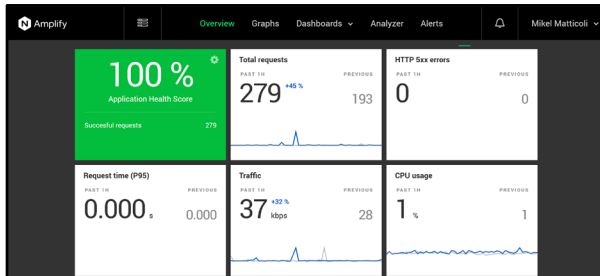 N Amplify Overview Graphs Dashboards Analyzer Alerts Mikel Matticoli
100 %
Application Health Score
Succesful requests 279
Total requests
PAST 1H PREVIOUS
279 +45 % 193
HTTP 5xx errors
PAST 1H PREVIOUS
0 0
Request time (P95)
PAST 1H PREVIOUS
0.000 s 0.000
Traffic
PAST 1H PREVIOUS
37 +32 % kbps 28
CPU usage
PAST 1H PREVIOUS
1 % 1